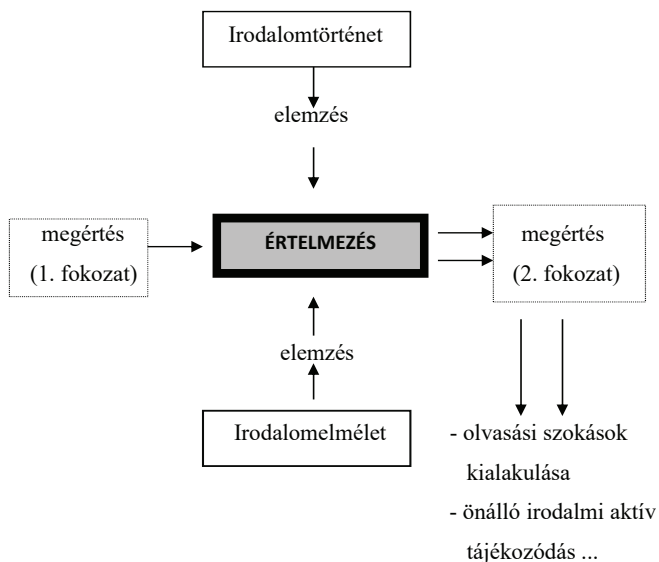 Irodalomtörténet
elemzés
megértés
(1. fokozat)
ÉRTELMEZÉS
megértés
(2. fokozat)
elemzés
Irodalomelmélet
- olvasási szokások
kialakulása
- önálló irodalmi aktív
tájékozódás ...